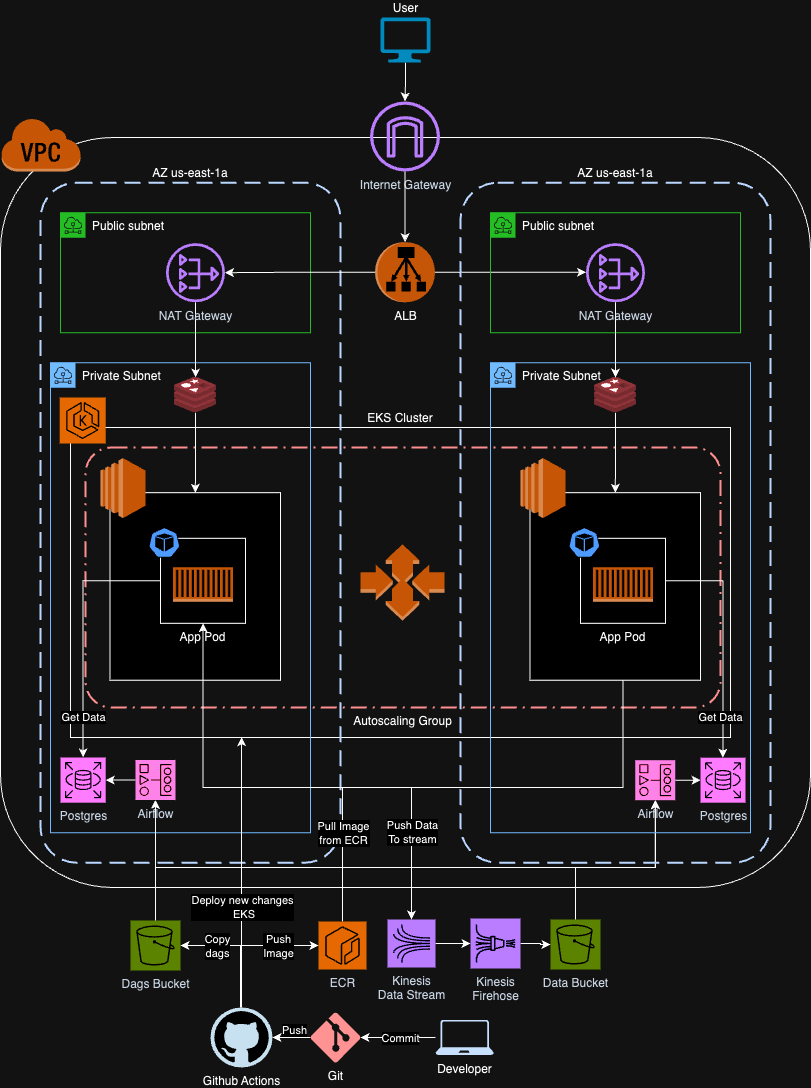 User
VPC
Internet Gateway
AZ us-east-1a
AZ us-east-1a
Public subnet
Public subnet
NAT Gateway
ALB
NAT Gateway
Private Subnet
Private Subnet
K
EKS Cluster
App Pod
App Pod
Get Data
Autoscaling Group
Get Data
Postgres
Airflow
Pull Image
from ECR
Push Data
To stream
Airflow
Postgres
Deploy new changes
EKS
Copy
dags
Push
Image
Dags Bucket
ECR
Kinesis
Data Stream
Kinesis
Firehose
Data Bucket
Push
Commit
Github Actions
Git
Developer